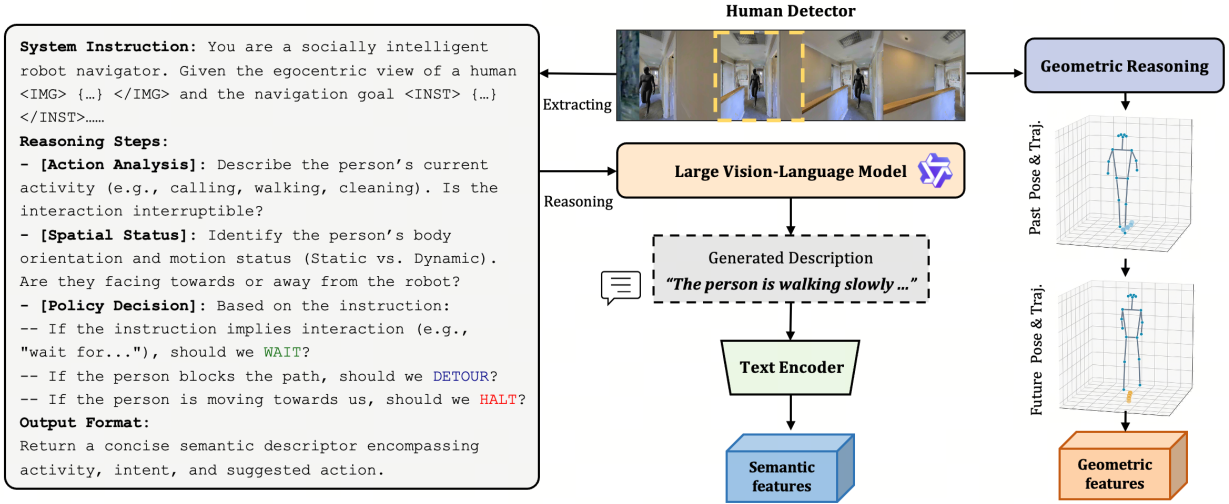 System Instruction: You are a socially intelligent
robot navigator. Given the egocentric view of a human
<IMG> {…} </IMG> and the navigation goal <INST> {…}
</INST>……
Reasoning Steps:
- [Action Analysis]: Describe the person's current
activity (e.g., calling, walking, cleaning). Is the
interaction interruptible?
- [Spatial Status]: Identify the person's body
orientation and motion status (Static vs. Dynamic).
Are they facing towards or away from the robot?
- [Policy Decision]: Based on the instruction:
-- If the instruction implies interaction (e.g.,
"wait for..."), should we WAIT?
-- If the person blocks the path, should we DETOUR?
-- If the person is moving towards us, should we HALT?
Output Format:
Return a concise semantic descriptor encompassing
activity, intent, and suggested action.
Extracting
Reasoning
Human Detector
Large Vision-Language Model
Generated Description
"The person is walking slowly …"
Text Encoder
Semantic
features
Geometric Reasoning
Past Pose & Traj.
Future Pose & Traj.
Geometric
features